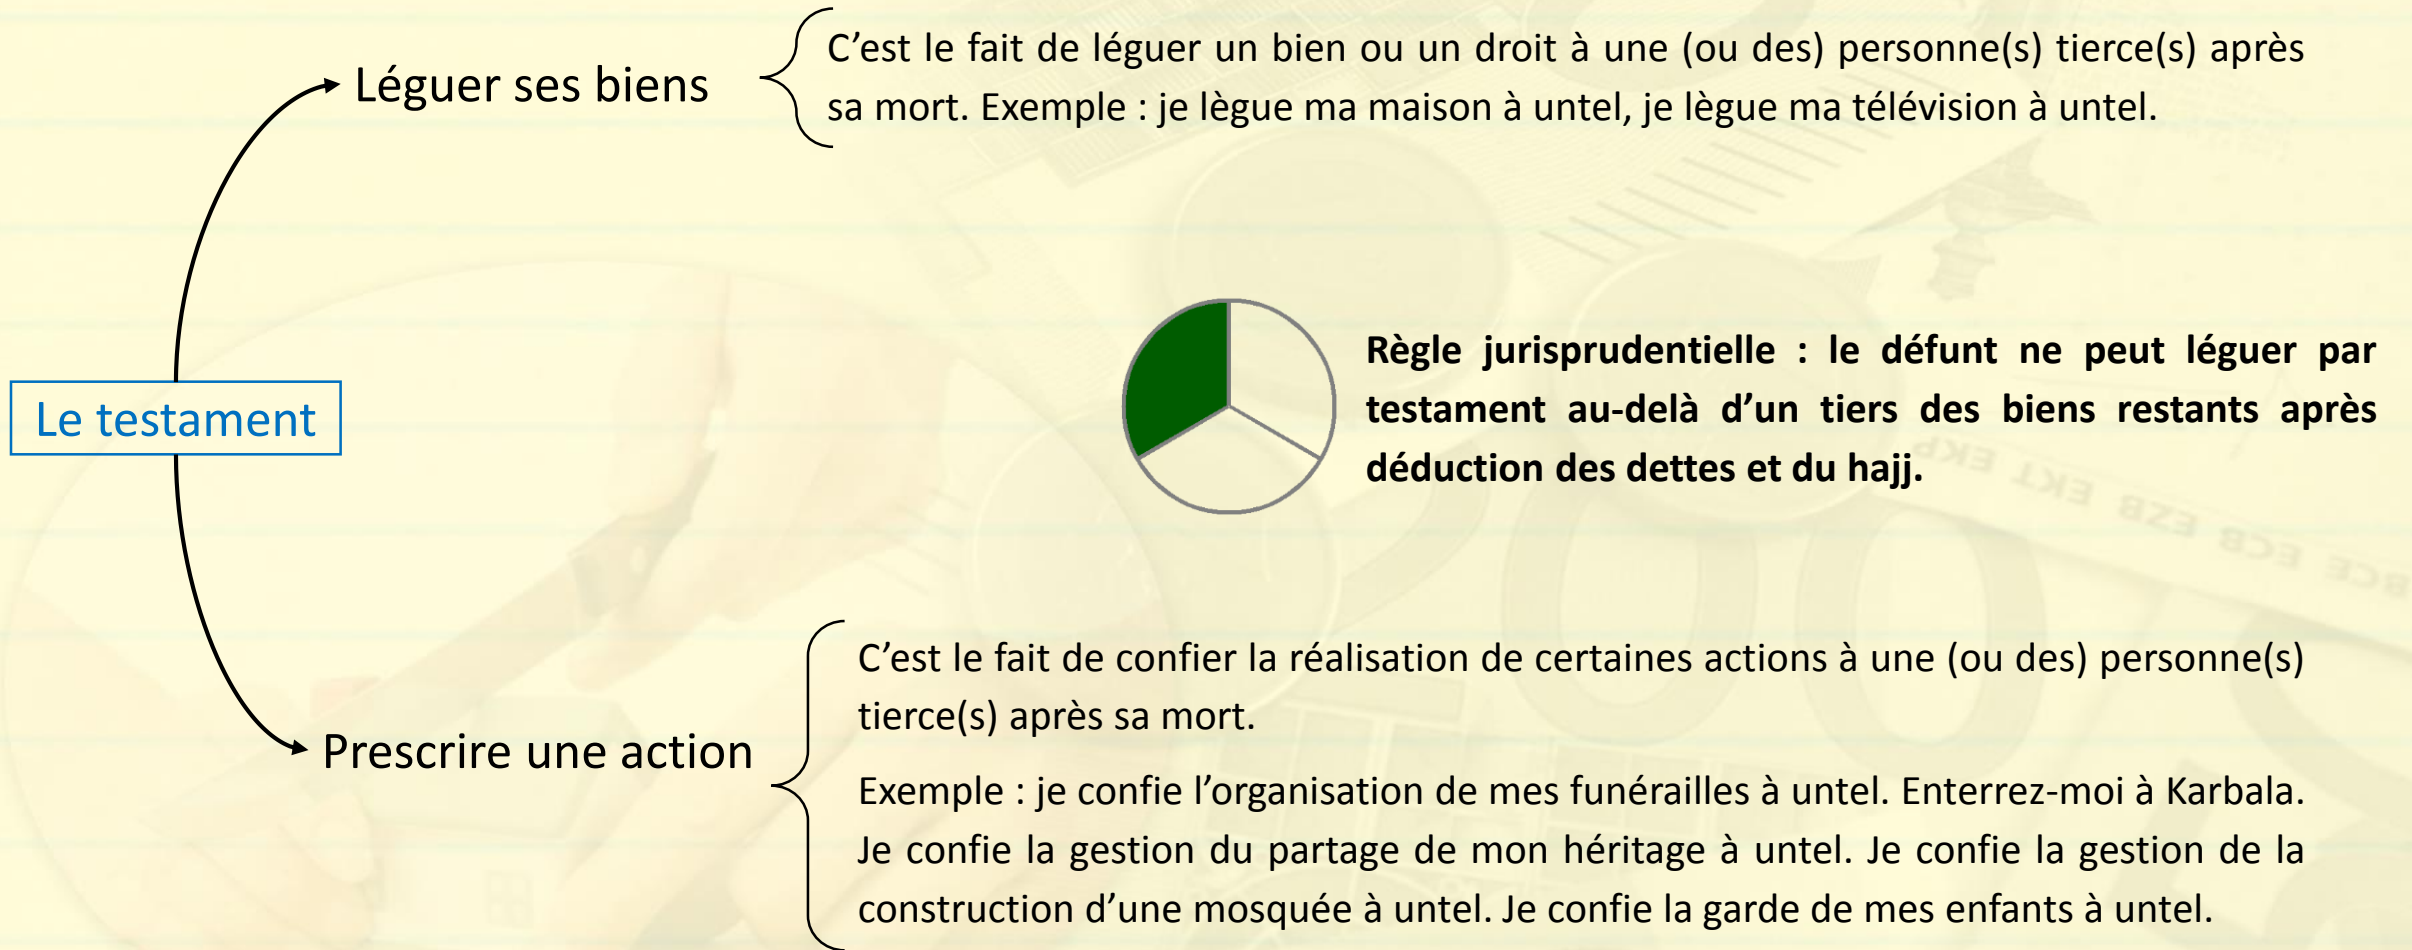 Léguer ses biens
C’est le fait de léguer un bien ou un droit à une (ou des) personne(s) tierce(s) après
sa mort. Exemple : je lègue ma maison à untel, je lègue ma télévision à untel.
Le testament
Règle jurisprudentielle : le défunt ne peut léguer par
testament au-delà d’un tiers des biens restants après
déduction des dettes et du hajj.
200
BCE ECB EZB EKT EKP
Prescrire une action
C’est le fait de confier la réalisation de certaines actions à une (ou des) personne(s)
tierce(s) après sa mort.
Exemple : je confie l’organisation de mes funérailles à untel. Enterrez-moi à Karbala.
Je confie la gestion du partage de mon héritage à untel. Je confie la gestion de la
construction d’une mosquée à untel. Je confie la garde de mes enfants à untel.